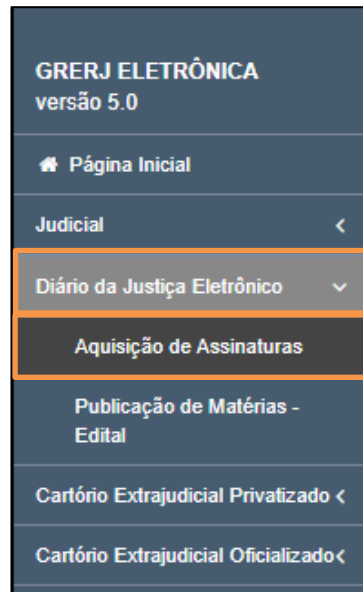 GRERJ ELETRÔNICA
versão 5.0
Página Inicial
Judicial
Diário da Justiça Eletrônico
Aquisição de Assinaturas
Publicação de Matérias -
Edital
Cartório Extrajudicial Privatizado
Cartório Extrajudicial Oficializado